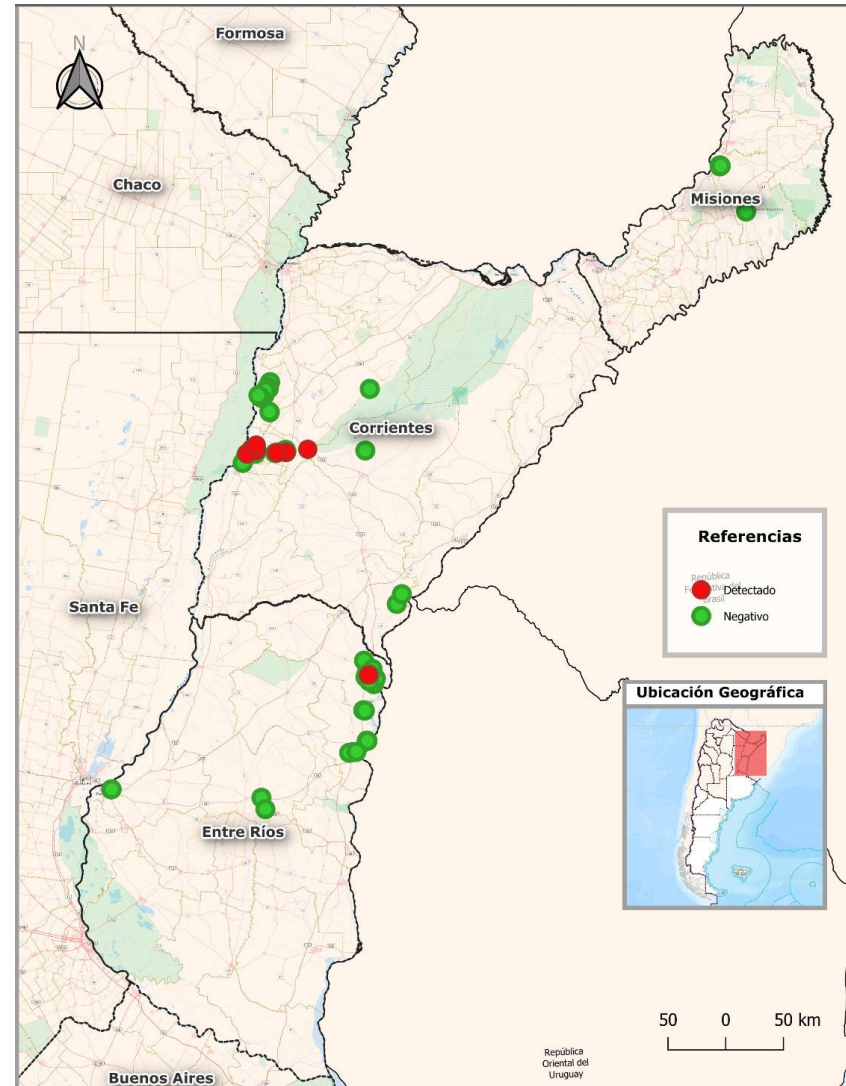 N
Formosa
Chaco
Misiones
Corrientes
Referencias
República
Detectado
Negativo
Santa Fe
Ubicación Geográfica
Entre Ríos
50 0 50 km
República
Oriental del
Uruguay
Buenos Aires